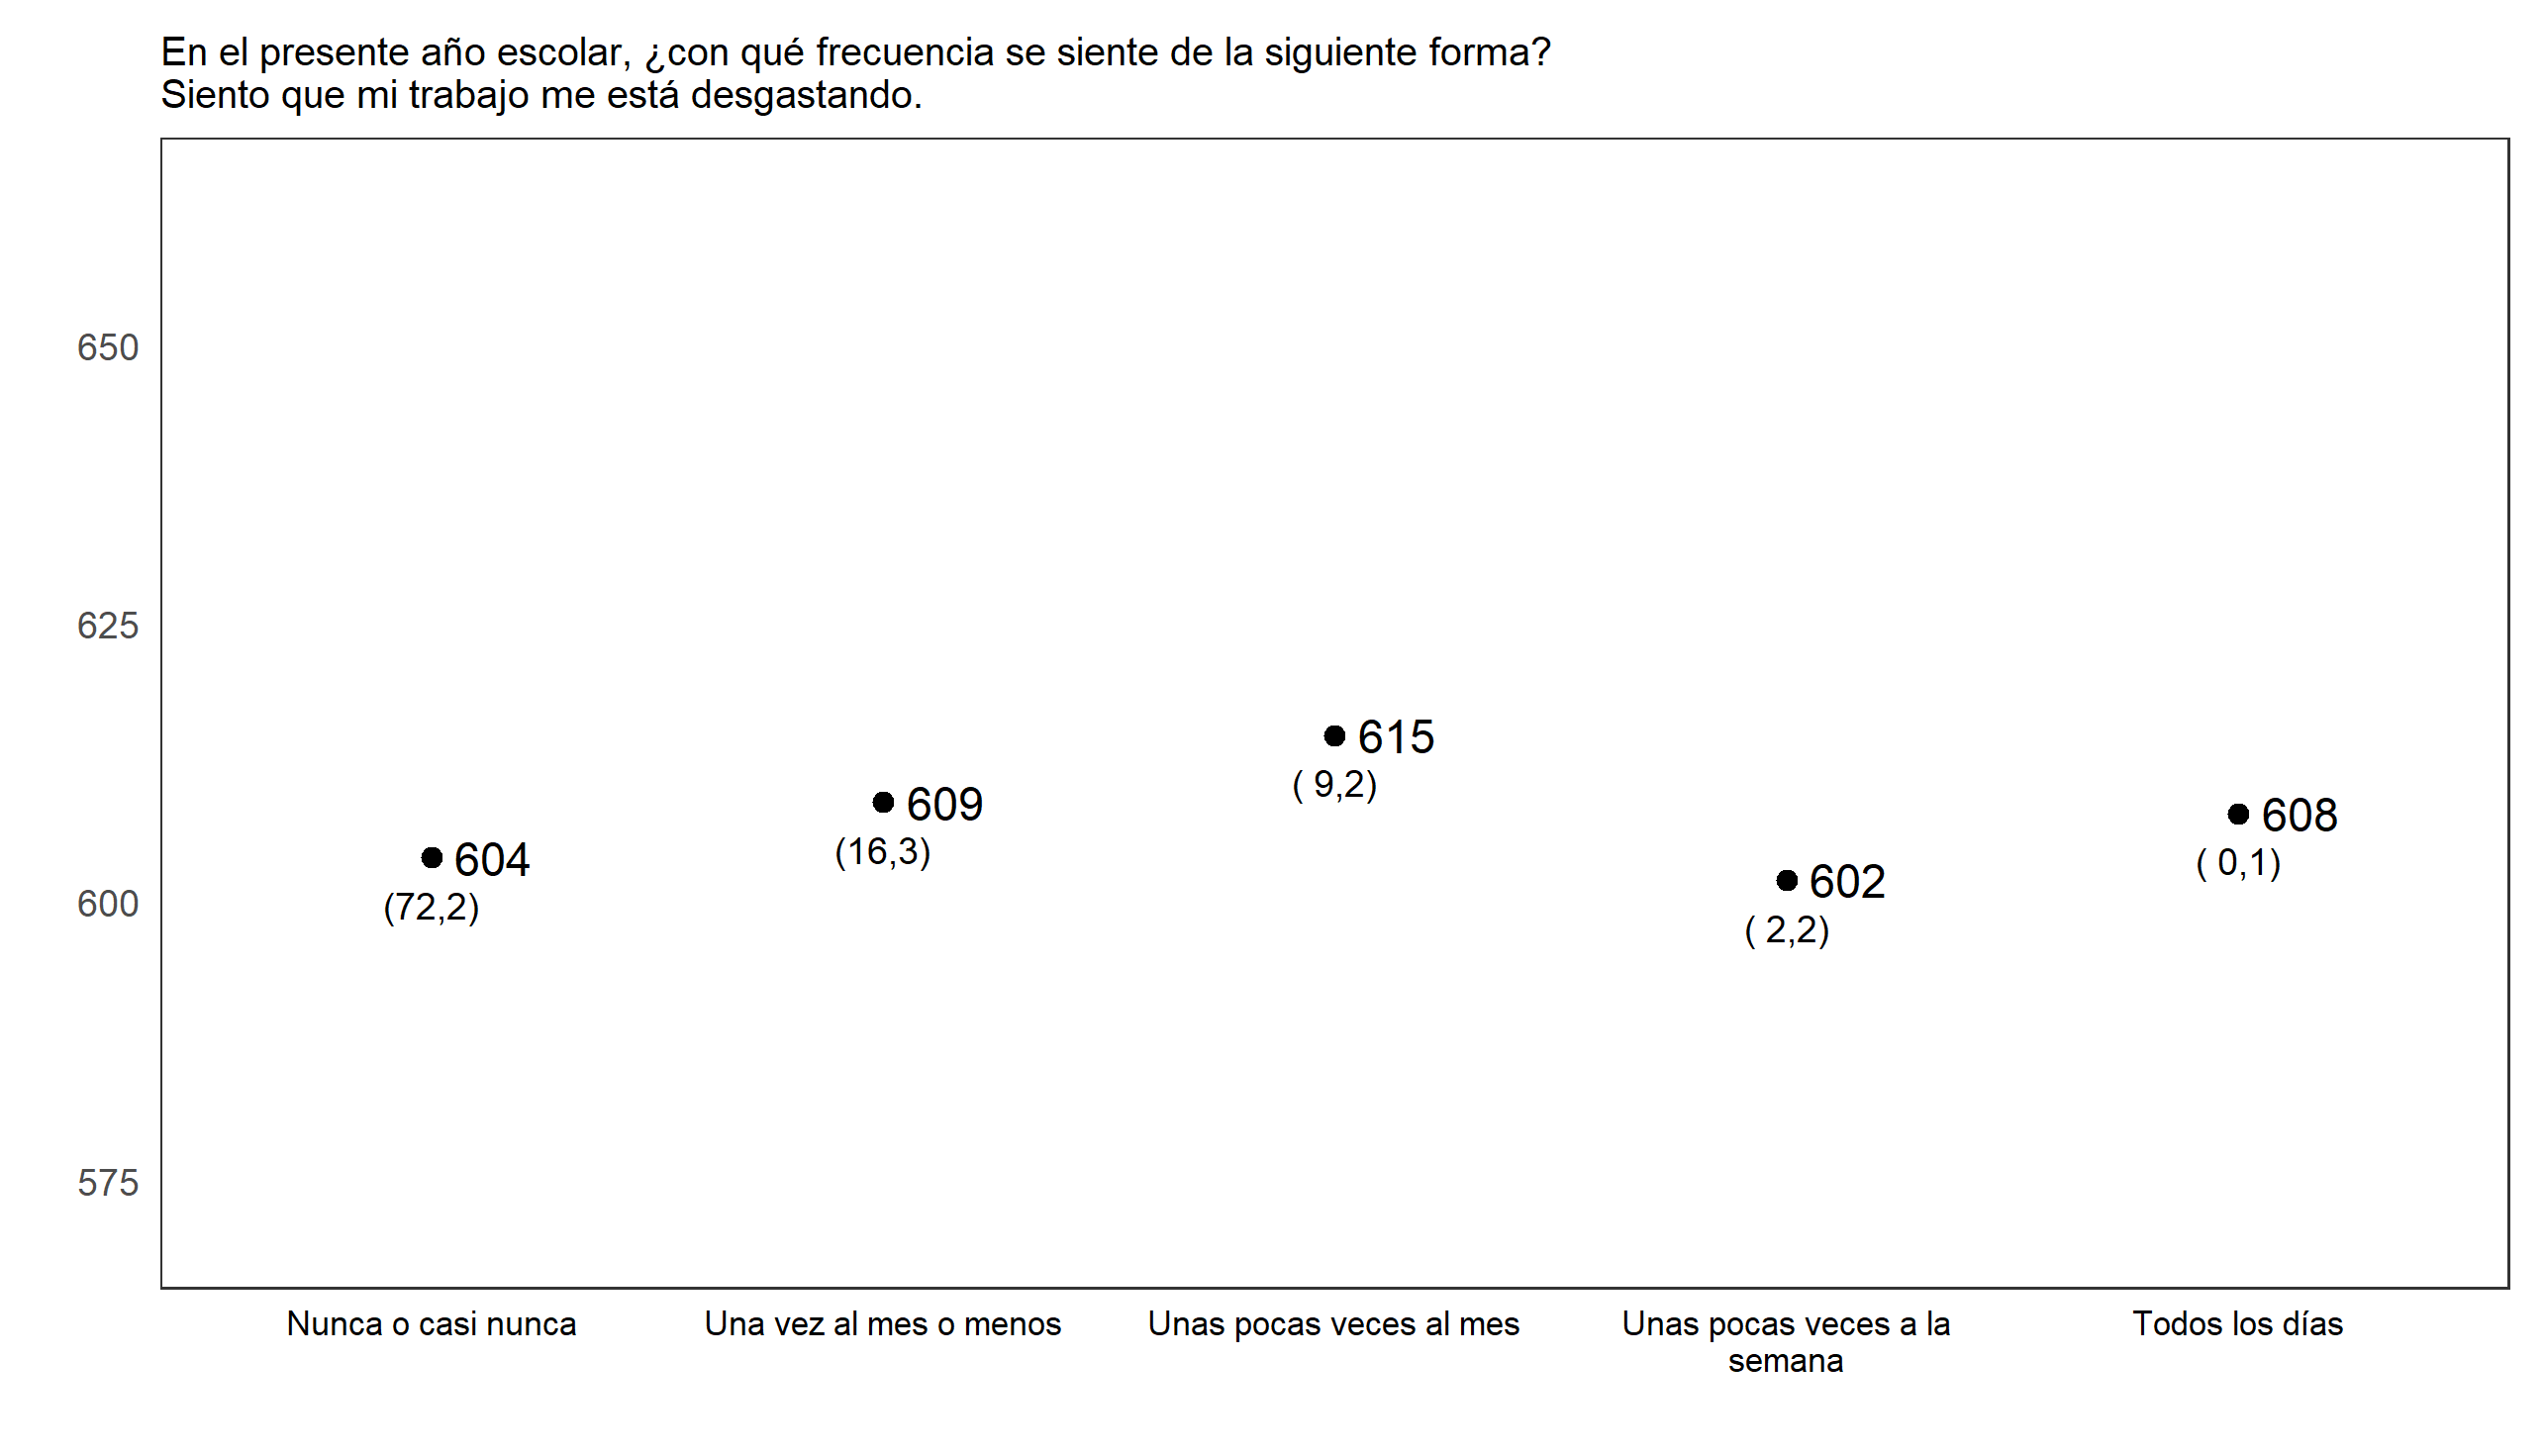 En el presente año escolar, ¿con qué frecuencia se siente de la siguiente forma?
Siento que mi trabajo me está desgastando.
650
625
600
575
604
(72,2)
609
(16,3)
615
( 9,2)
602
( 2,2)
608
( 0,1)
Nunca o casi nunca
Una vez al mes o menos
Unas pocas veces al mes
Unas pocas veces a la
semana
Todos los días